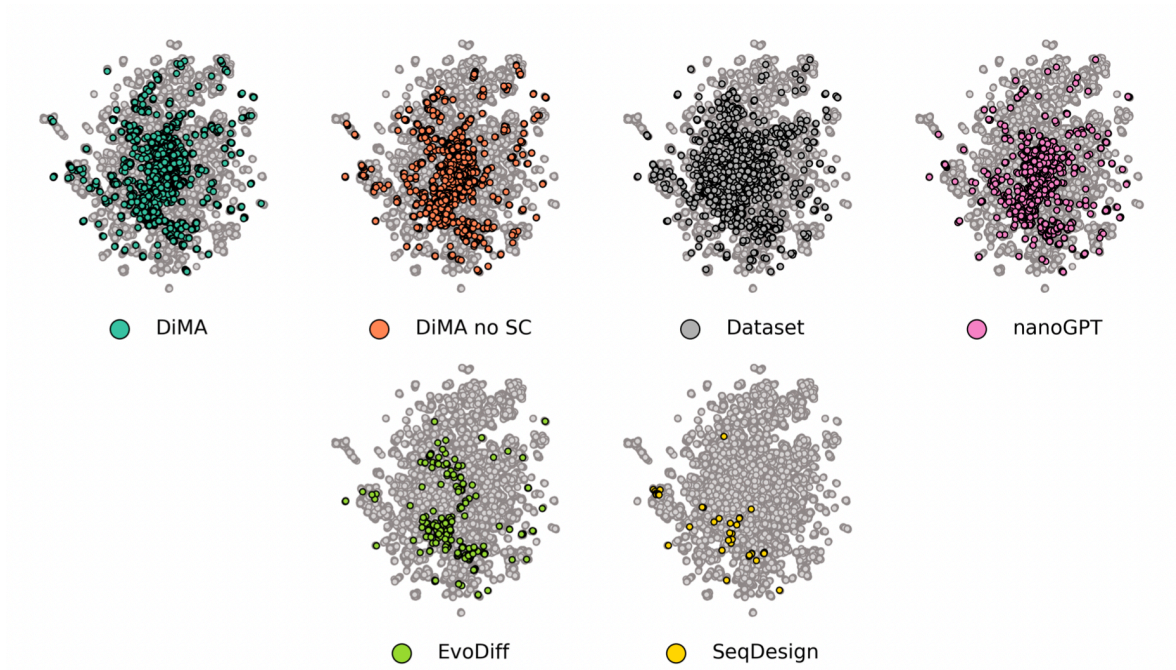 DiMA
DiMA no SC
Dataset
nanoGPT
EvoDiff
SeqDesign